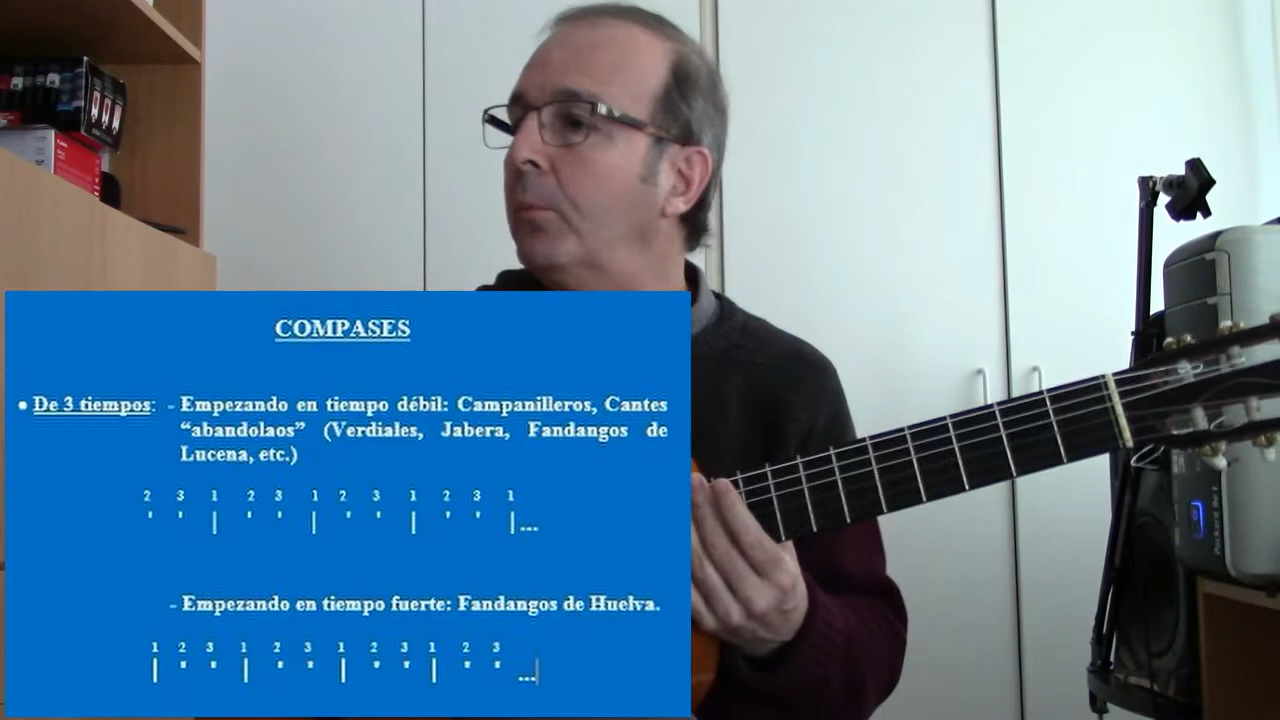 COMPASES
• De 3 tiempos: - Empezando en tiempo débil: Campanilleros, Cantes
“abandolaos” (Verdiales, Jabera, Fandangos de
Lucena, etc.)
2 3 1 2 3 1 2 3 1 2 3 1
' ' | ' ' | ' ' | ' ' |...
- Empezando en tiempo fuerte: Fandangos de Huelva.
1 2 3 1 2 3 1 2 3 1 2 3
| ' ' | ' ' | ' ' | ' ' ...